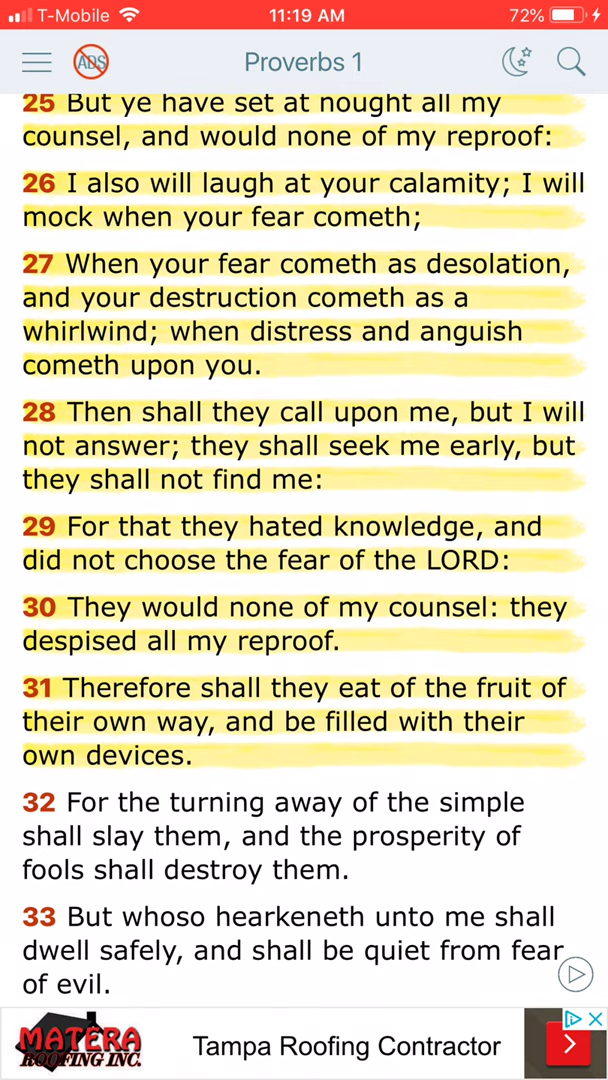 T-Mobile 11:19 AM 72%
ADS Proverbs 1
25 But ye have set at nought all my
counsel, and would none of my reproof:
26 I also will laugh at your calamity; I will
mock when your fear cometh;
27 When your fear cometh as desolation,
and your destruction cometh as a
whirlwind; when distress and anguish
cometh upon you.
28 Then shall they call upon me, but I will
not answer; they shall seek me early, but
they shall not find me:
29 For that they hated knowledge, and
did not choose the fear of the LORD:
30 They would none of my counsel: they
despised all my reproof.
31 Therefore shall they eat of the fruit of
their own way, and be filled with their
own devices.
32 For the turning away of the simple
shall slay them, and the prosperity of
fools shall destroy them.
33 But whoso hearkeneth unto me shall
dwell safely, and shall be quiet from fear
of evil.
MATERA
ROOFING INC.
Tampa Roofing Contractor